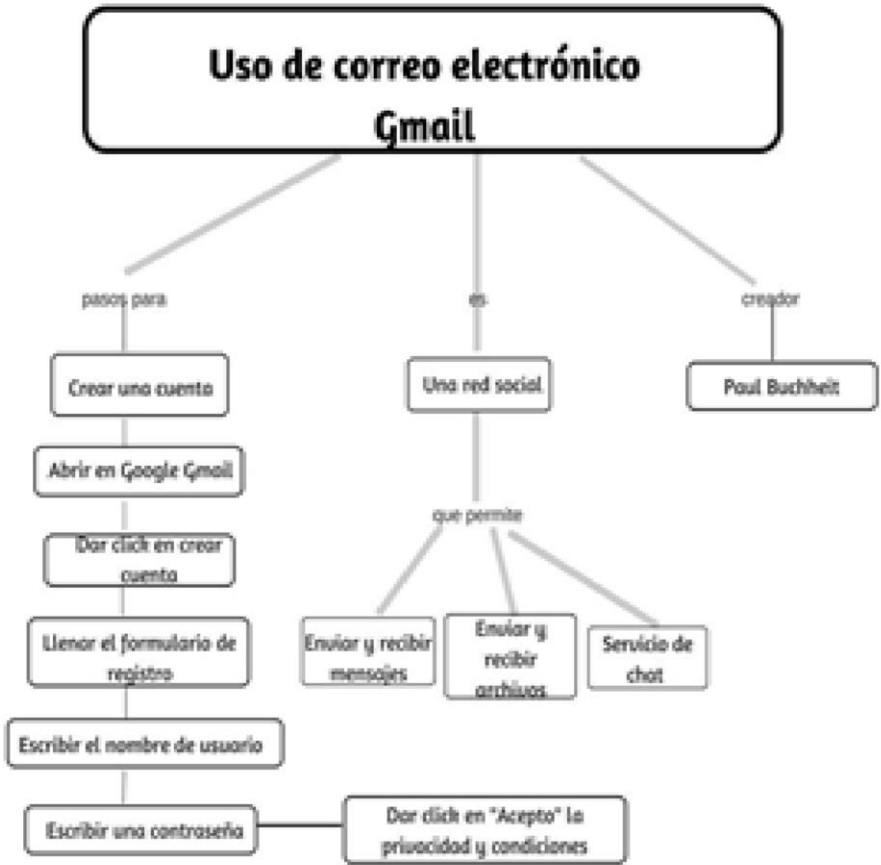 Uso de correo electrónico
Gmail
pasos para
es
creador
Crear una cuenta
Una red social
Paul Buchheit
Abrir en Google Gmail
Dar click en crear
cuenta
que permite
Llenar el formulario de
registro
Enviar y recibir
mensajes
Enviar y
recibir
archivos
Servicio de
chat
Escribir el nombre de usuario
Escribir una contraseña
Dar click en "Acepto" la
privacidad y condiciones